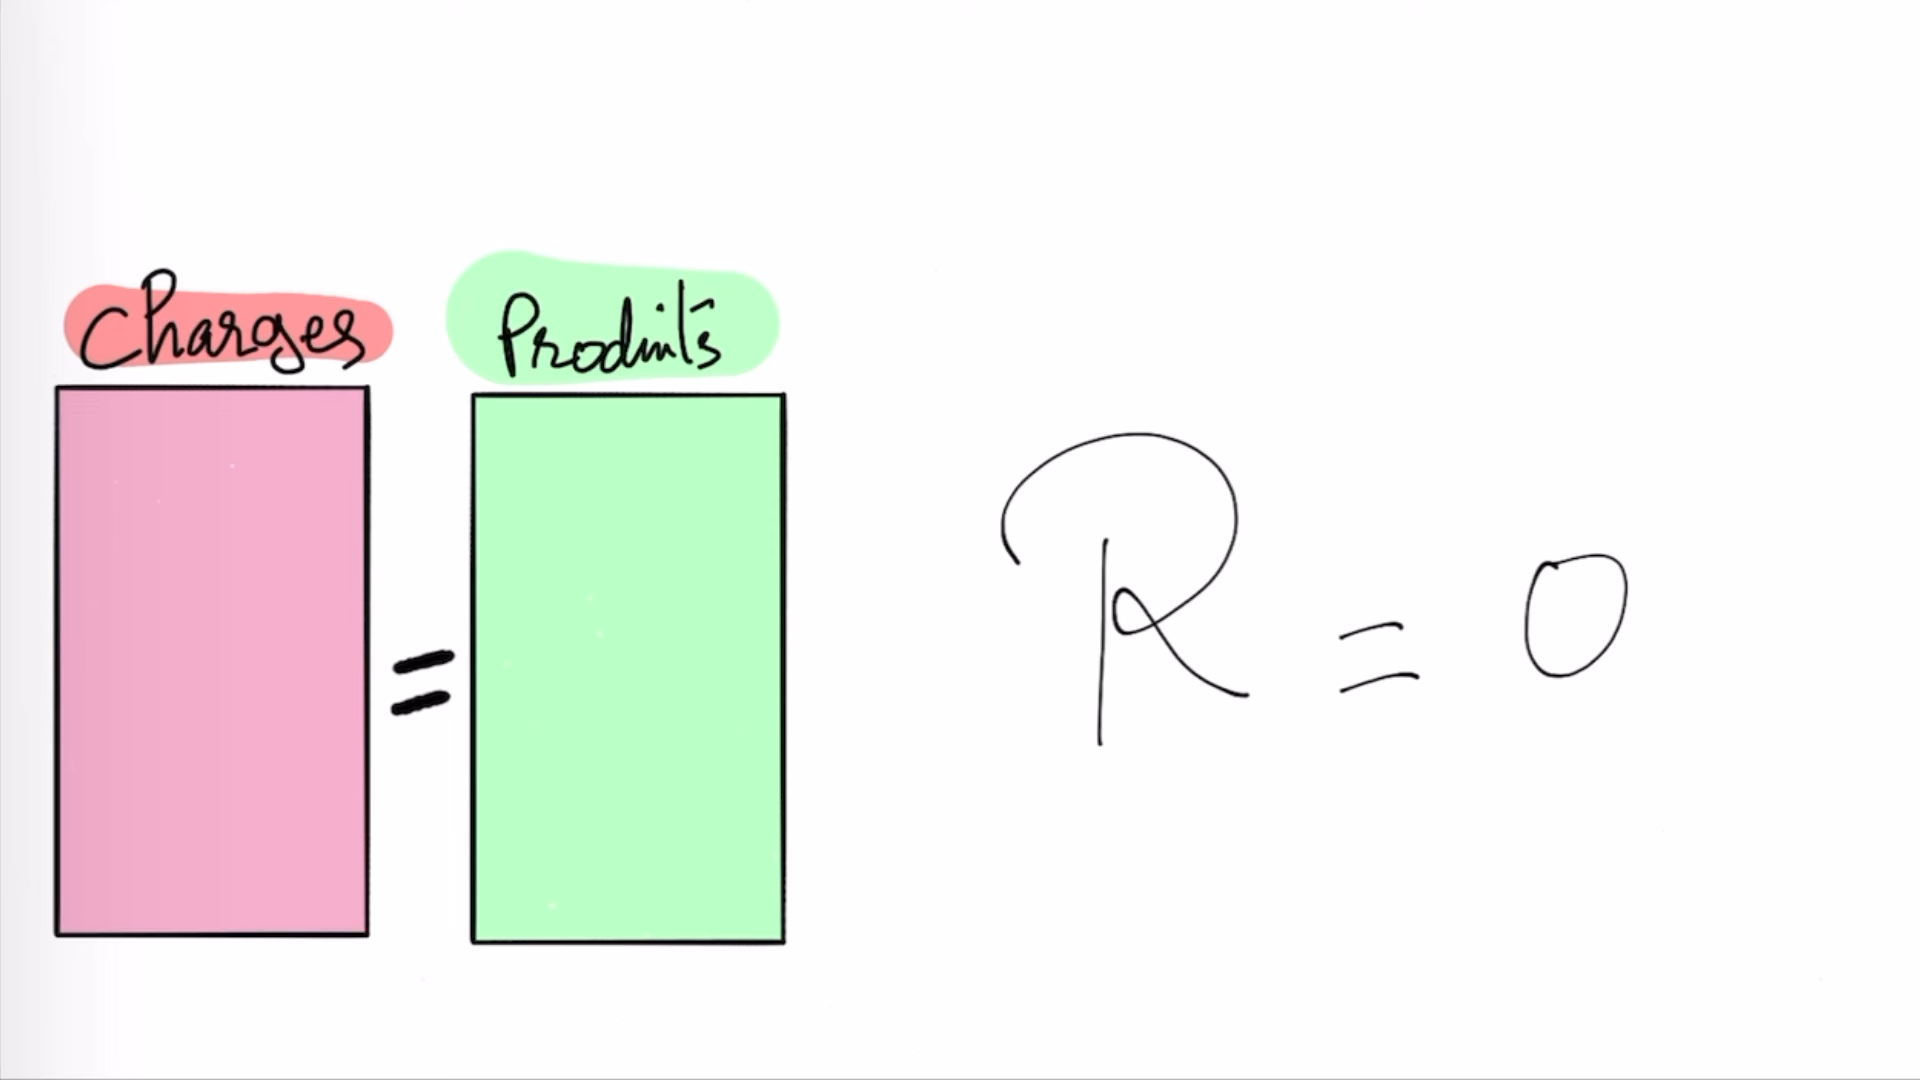 Charges
Produits
=
R = 0